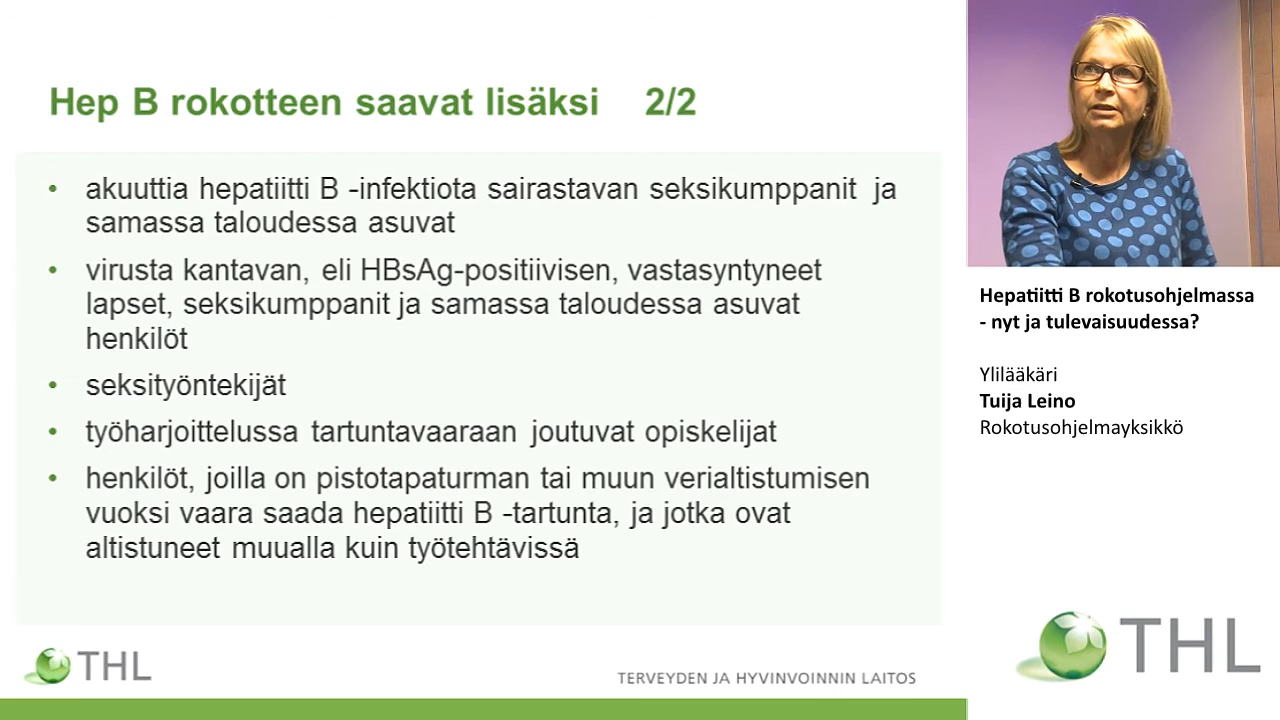 Hep B rokotteen saavat lisäksi 2/2
• akuuttia hepatiitti B -infektiota sairastavan seksikumppanit ja
samassa taloudessa asuvat
• virusta kantavan, eli HBsAg-positiivisen, vastasyntyneet
lapset, seksikumppanit ja samassa taloudessa asuvat
henkilöt
• seksityöntekijät
• työharjoittelussa tartuntavaaraan joutuvat opiskelijat
• henkilöt, joilla on pistotapaturman tai muun verialtistumisen
vuoksi vaara saada hepatiitti B -tartunta, ja jotka ovat
altistuneet muualla kuin työtehtävissä
THL
TERVEYDEN JA HYVINVOINNIN LAITOS
Hepatiitti B rokotusohjelmassa
- nyt ja tulevaisuudessa?
Ylilääkäri
Tuija Leino
Rokotusohjelmayksikkö
THL